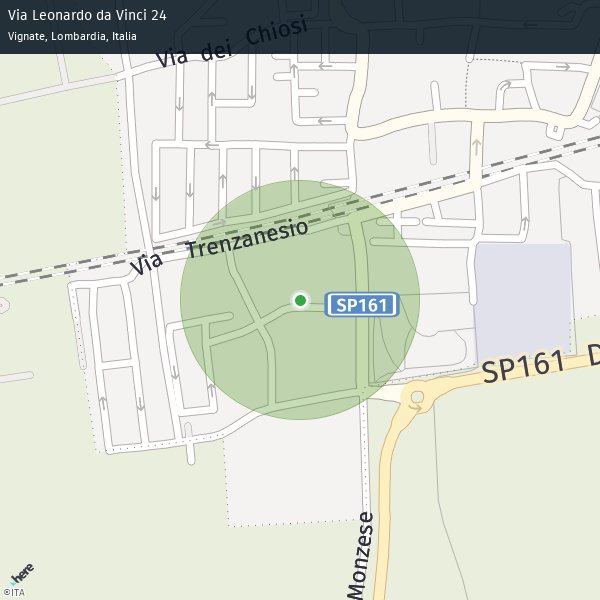 Via Leonardo da Vinci 24
Vignate, Lombardia, Italia
Via dei Chiosi
Via Trenzanesio
SP161
SP161 D
Monzese
here
©ITA